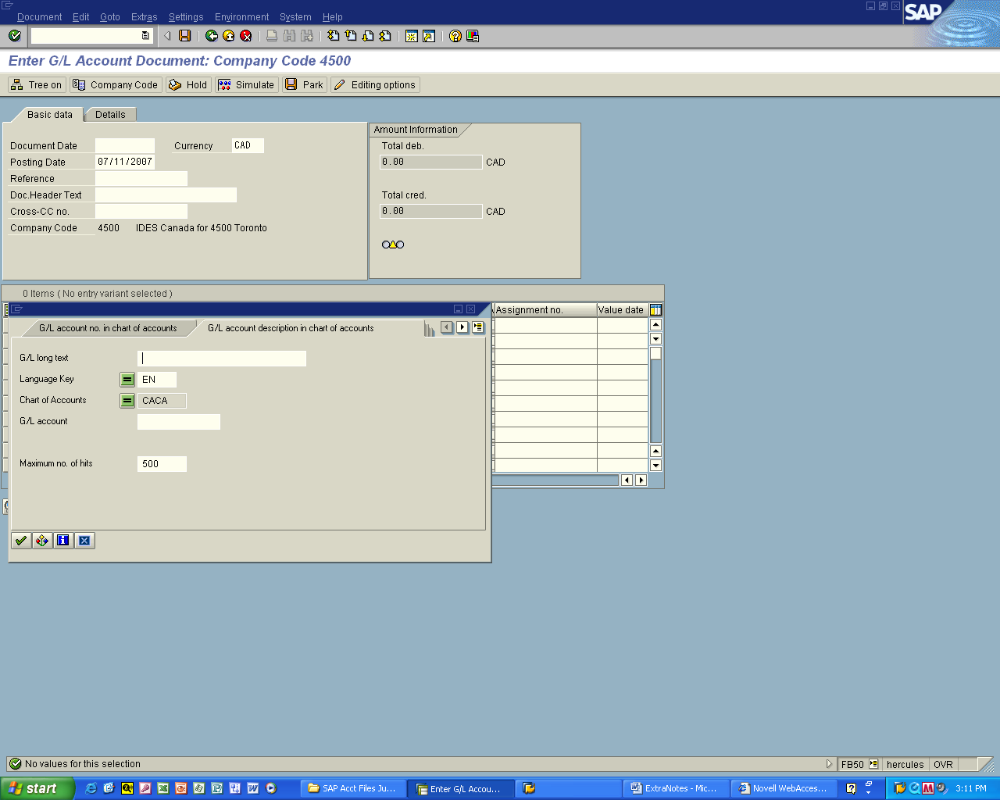 Document Edit Goto Extras Settings Environment System Help
SAP
Enter G/L Account Document: Company Code 4500
Tree on Company Code Hold Simulate Park Editing options
Basic data Details
Amount Information
Document Date Currency CAD
Total deb.
Posting Date 07/11/2007
0.00 CAD
Reference
Doc.Header Text
Total cred.
Cross-CC no.
0.00 CAD
Company Code 4500 IDES Canada for 4500 Toronto
0 Items ( No entry variant selected )
Assignment no. Value date
G/L account no. in chart of accounts G/L account description in chart of accounts
G/L long text
Language Key EN
Chart of Accounts CACA
G/L account
Maximum no. of hits 500
No values for this selection
FB50 hercules OVR
start SAP Acct Files Ju... Enter G/L Accou... ExtraNotes - Mic... Novell WebAcces... 3:11 PM